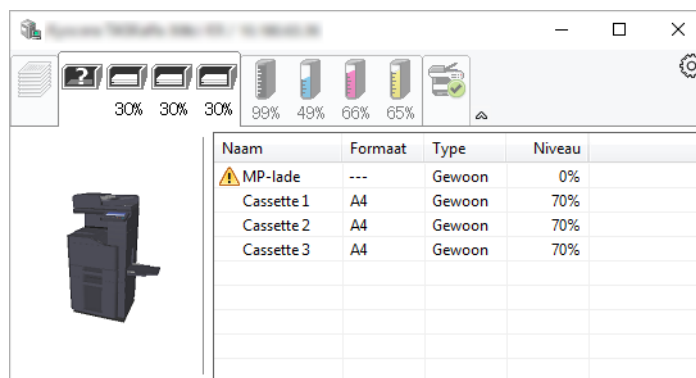 30% 30% 30% 99% 49% 66% 65%
Naam Formaat Type Niveau
MP-lade --- Gewoon 0%
Cassette 1 A4 Gewoon 70%
Cassette 2 A4 Gewoon 70%
Cassette 3 A4 Gewoon 70%